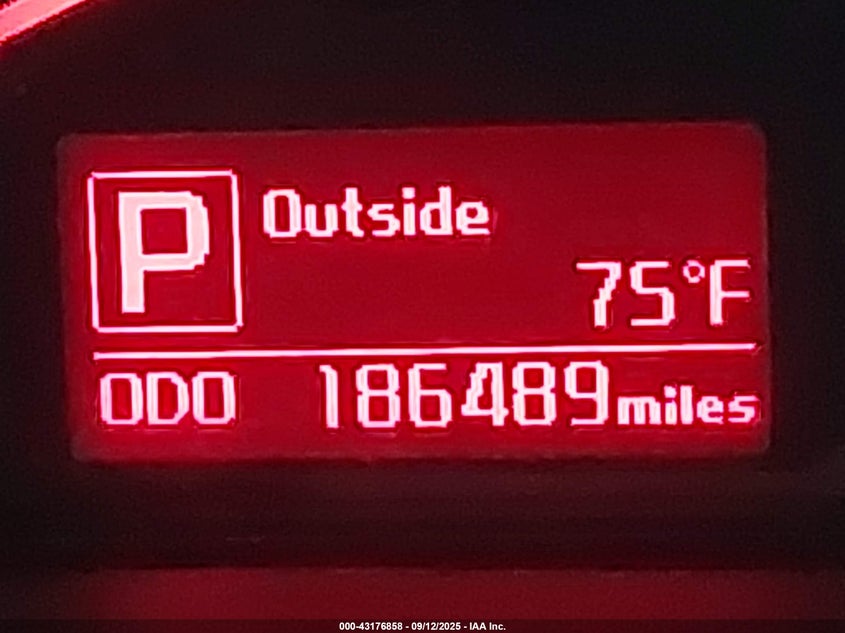 P
Outside
75°F
ODO 186489 miles
000-43176858 - 09/12/2025 - IAA Inc.